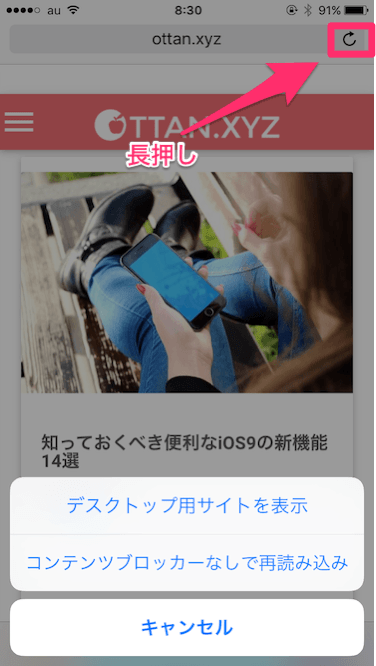 au 8:30 91%
ottan.xyz
OTTAN.XYZ
長押し
知っておくべき便利なiOS9の新機能
14選
デスクトップ用サイトを表示
コンテンツブロッカーなしで再読み込み
キャンセル